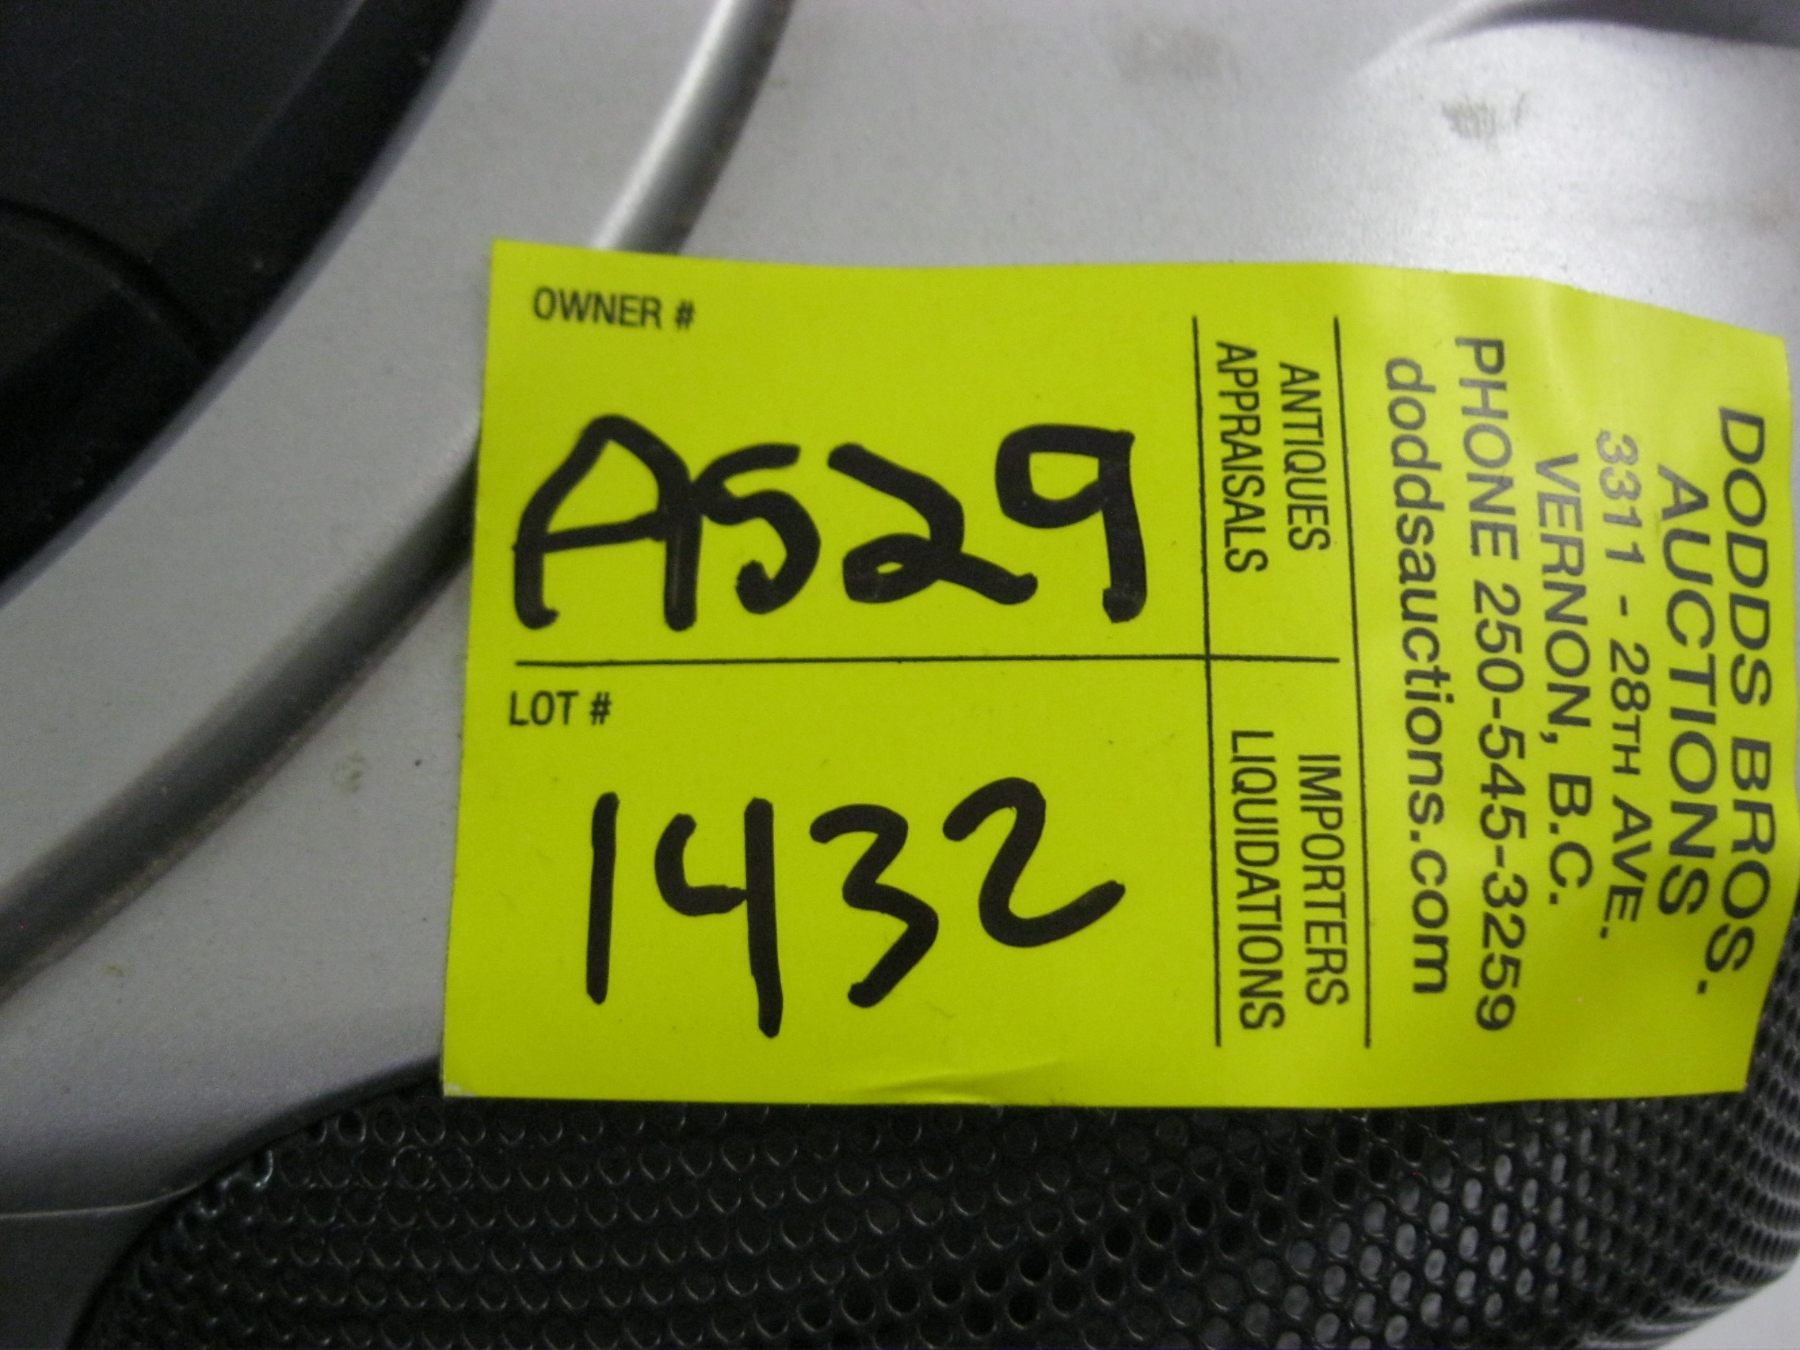 OWNER #
A529
LOT #
1432
ANTIQUES
APPRAISALS
IMPORTERS
LIQUIDATIONS
DODDS BROS.
AUCTIONS
3311 - 28TH AVE.
VERNON, B.C.
PHONE 250-545-3259
doddsauctions.com